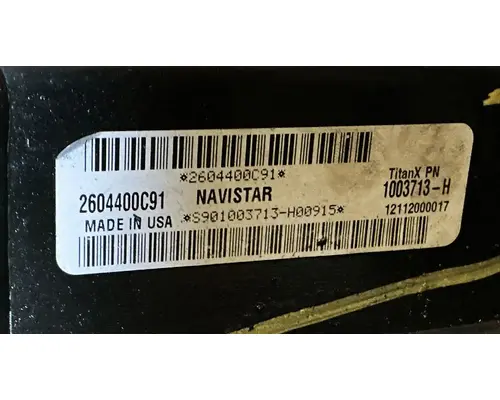 *2604400C91*
2604400C91 NAVISTAR
MADE IN USA *S901003713-H00915*
TitanX PN
1003713-H
12112000017